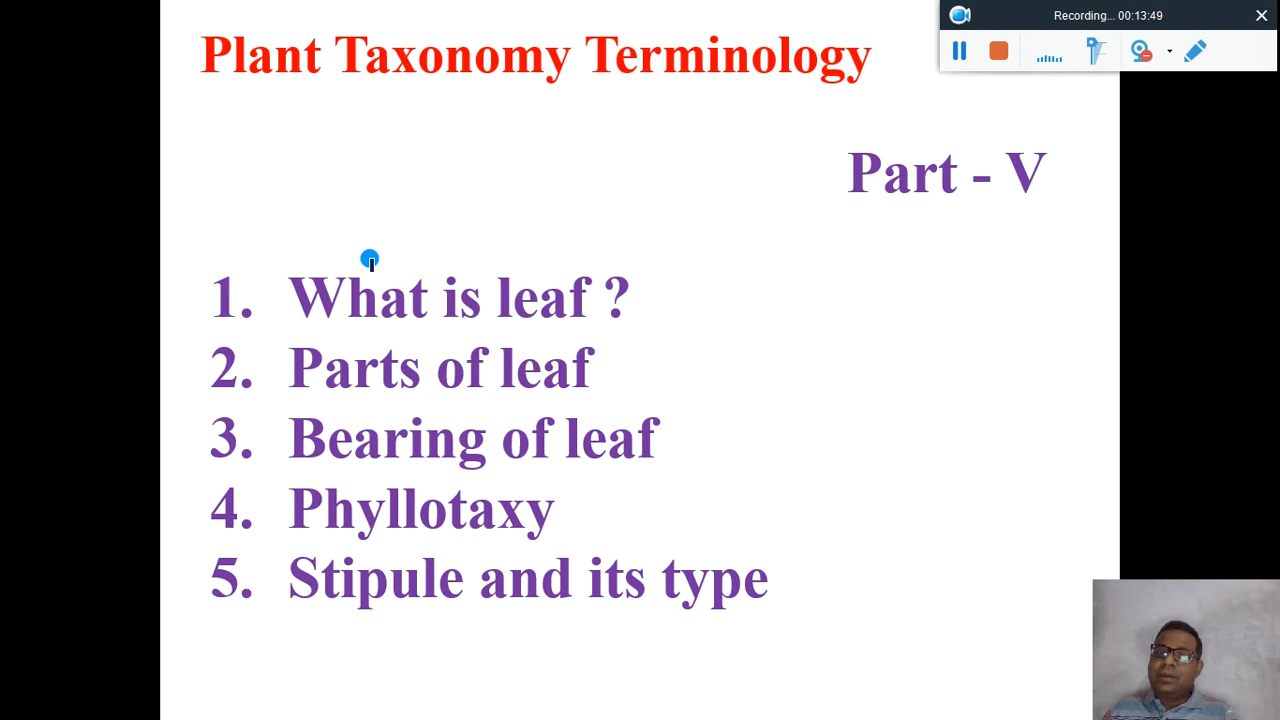 Recording... 00:13:49
Plant Taxonomy Terminology
Part - V
1. What is leaf ?
2. Parts of leaf
3. Bearing of leaf
4. Phyllotaxy
5. Stipule and its type